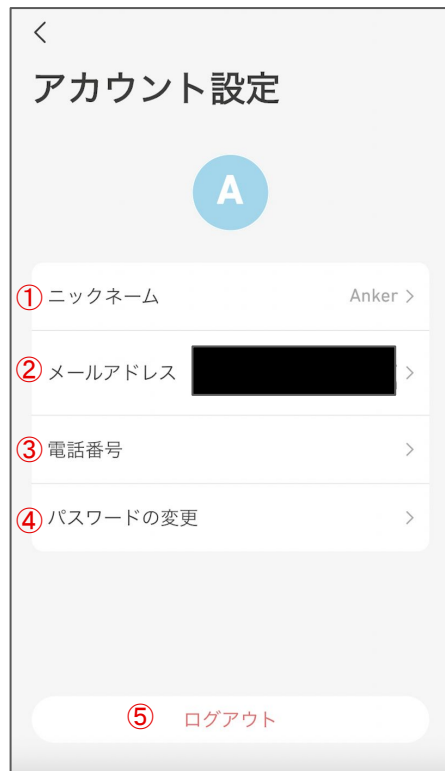 アカウント設定
A
① ニックネーム Anker >
② メールアドレス >
③ 電話番号 >
④ パスワードの変更 >
⑤ ログアウト